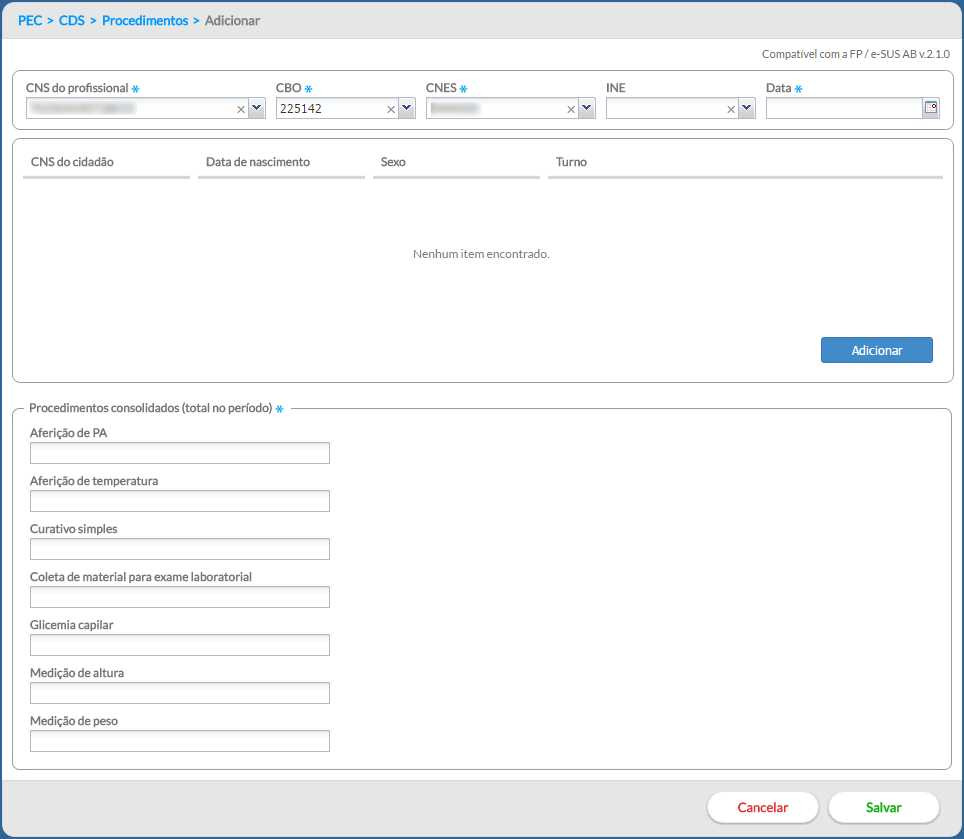 PEC > CDS > Procedimentos > Adicionar
Compatível com a FP / e-SUS AB v.2.1.0
CNS do profissional * CBO * CNES * INE Data *
225142
CNS do cidadão Data de nascimento Sexo Turno
Nenhum item encontrado.
Adicionar
Procedimentos consolidados (total no período) *
Aferição de PA
Aferição de temperatura
Curativo simples
Coleta de material para exame laboratorial
Glicemia capilar
Medição de altura
Medição de peso
Cancelar Salvar